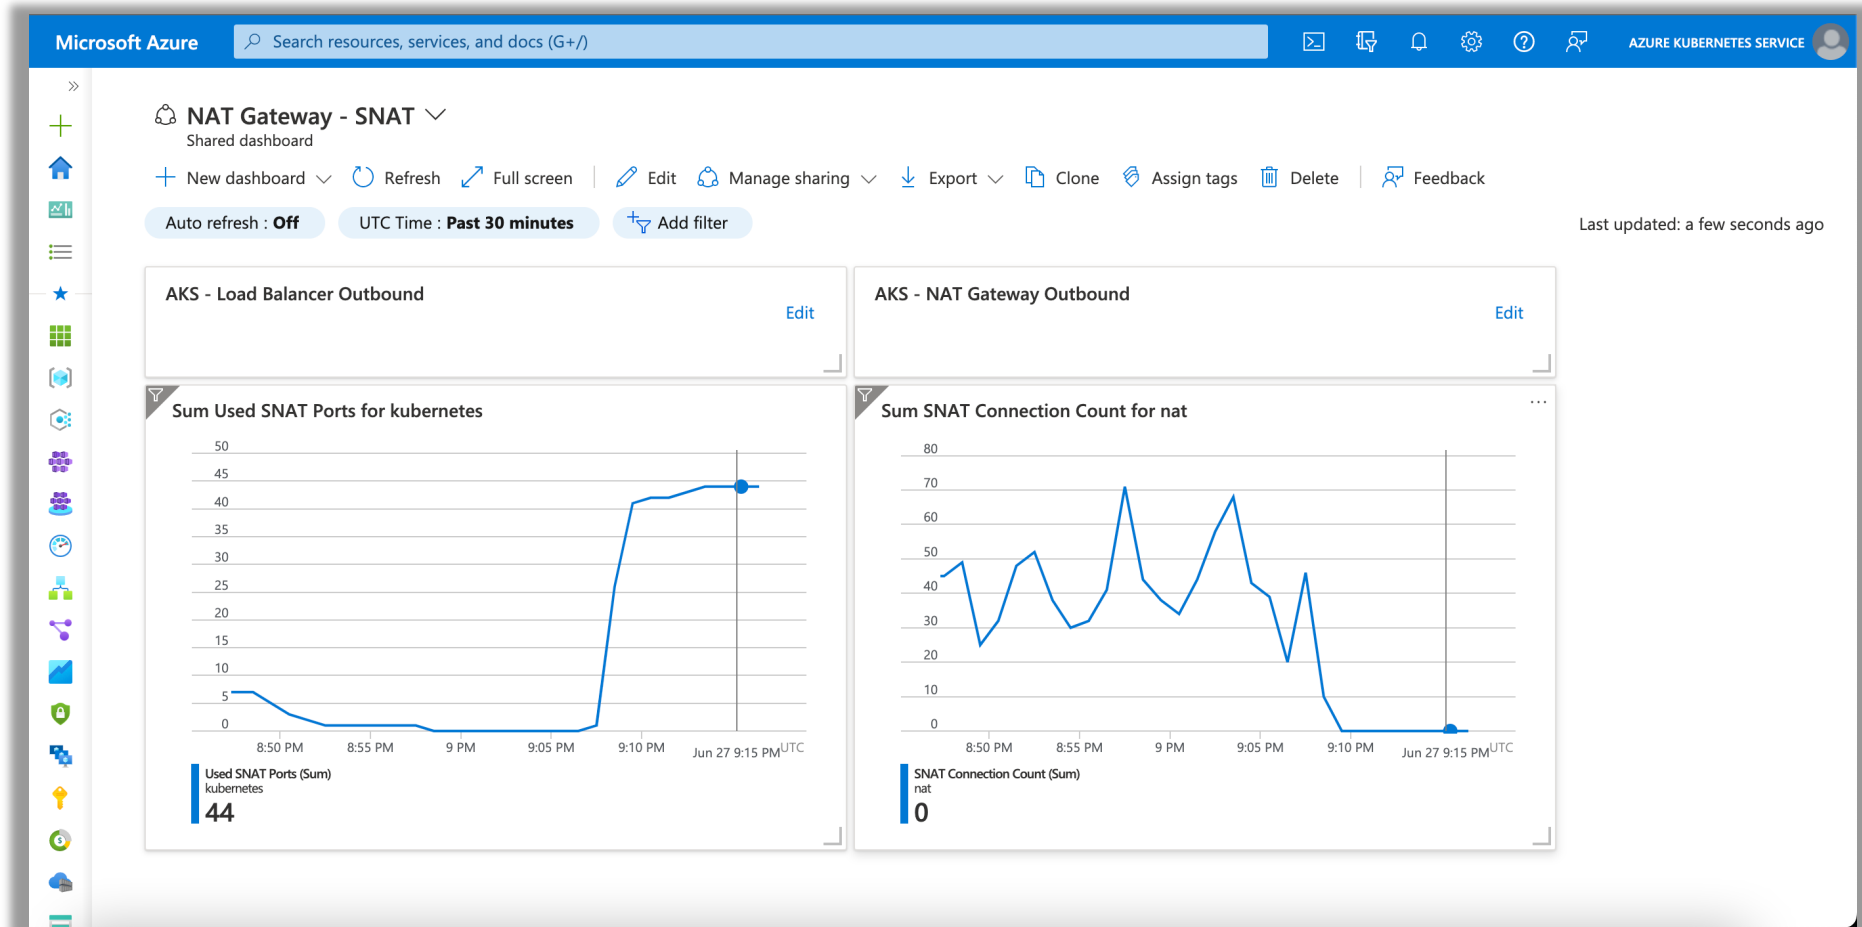 Microsoft Azure
Search resources, services, and docs (G+/)
AZURE KUBERNETES SERVICE
NAT Gateway - SNAT
Shared dashboard
New dashboard
Refresh
Full screen
Edit
Manage sharing
Export
Clone
Assign tags
Delete
Feedback
Auto refresh : Off
UTC Time : Past 30 minutes
Add filter
Last updated: a few seconds ago
AKS - Load Balancer Outbound
Edit
AKS - NAT Gateway Outbound
Edit
Sum Used SNAT Ports for kubernetes
50
45
40
35
30
25
20
15
10
5
0
8:50 PM
8:55 PM
9 PM
9:05 PM
9:10 PM
Jun 27 9:15 PM
UTC
Used SNAT Ports (Sum)
kubernetes
44
Sum SNAT Connection Count for nat
80
70
60
50
40
30
20
10
0
8:50 PM
8:55 PM
9 PM
9:05 PM
9:10 PM
Jun 27 9:15 PM
UTC
SNAT Connection Count (Sum)
nat
0